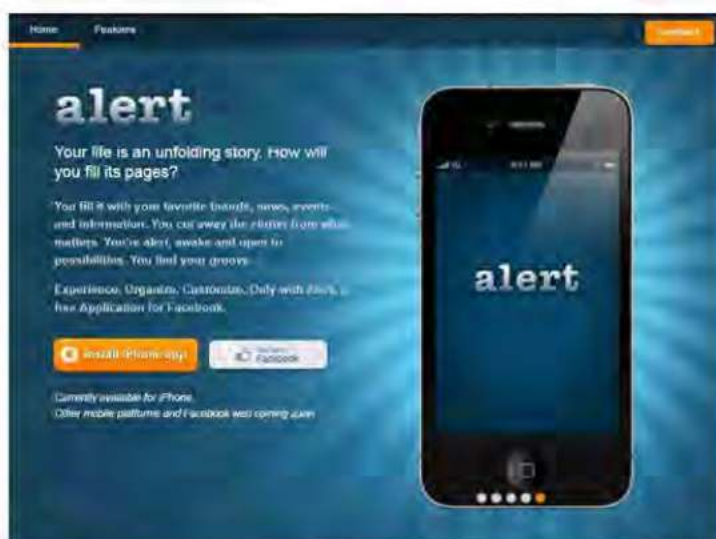 Home Features
alert
Your life is an unfolding story. How will
you fill its pages?
You fill it with your favorite brands, news, events
and information. You cut away the clutter from what
matters. You're alert, awake and open to
possibilities. You find your groove.
Experience. Organize. Customize. Only with Alert, a
free Application for Facebook.
Install iPhone app
Facebook
Currently available for iPhone.
Other mobile platforms and Facebook web coming soon
alert